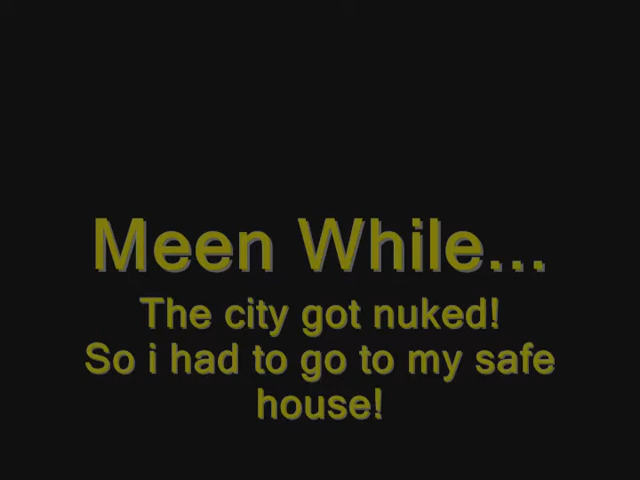 Meen While...
The city got nuked!
So i had to go to my safe
house!